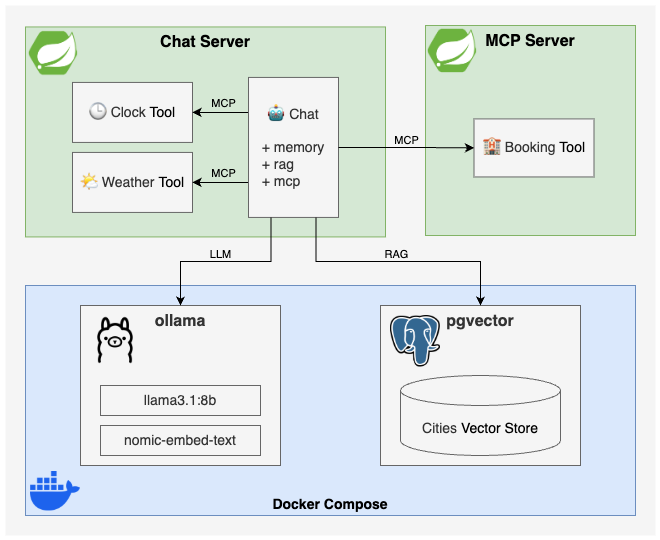 Chat Server
MCP Server
Clock Tool
MCP
Chat
+ memory
+ rag
+ mcp
MCP
Booking Tool
Weather Tool
MCP
LLM
RAG
ollama
pgvector
llama3.1:8b
nomic-embed-text
Cities Vector Store
Docker Compose